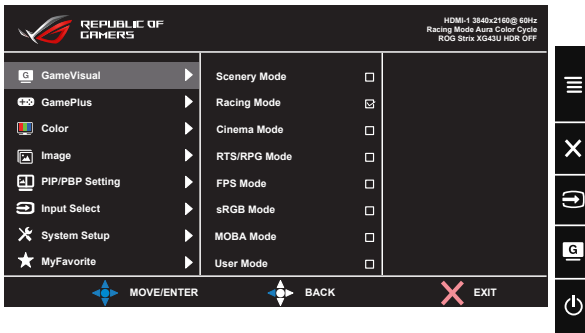 REPUBLIC OF
GAMERS
HDMI-1 3840x2160@ 60Hz
Racing Mode Aura Color Cycle
ROG Strix XG43U HDR OFF
G GameVisual
GamePlus
Color
Image
PIP/PBP Setting
Input Select
System Setup
MyFavorite
Scenery Mode
Racing Mode
Cinema Mode
RTS/RPG Mode
FPS Mode
sRGB Mode
MOBA Mode
User Mode
MOVE/ENTER
BACK
EXIT
G